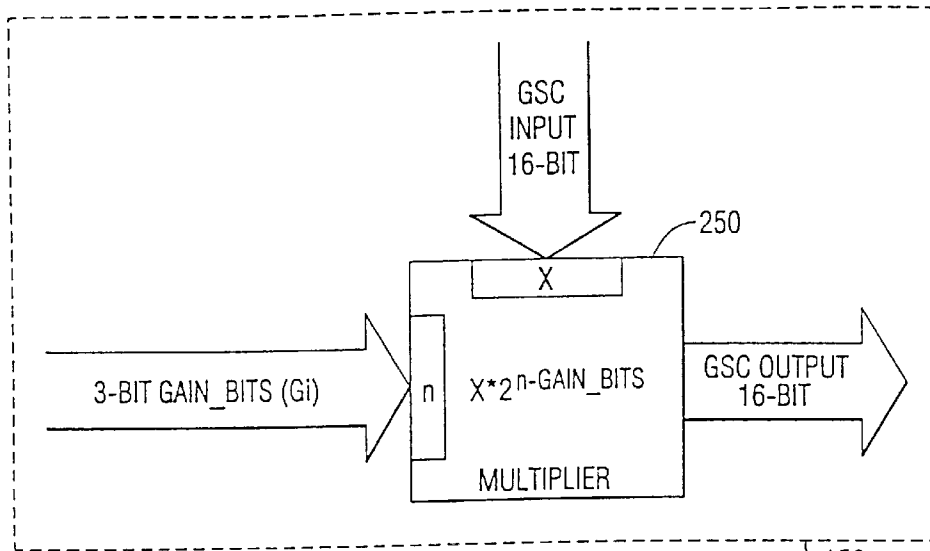 GSC
INPUT
16-BIT
250
X
3-BIT GAIN_BITS (Gi)
n
X*2n-GAIN_BITS
GSC OUTPUT
16-BIT
MULTIPLIER